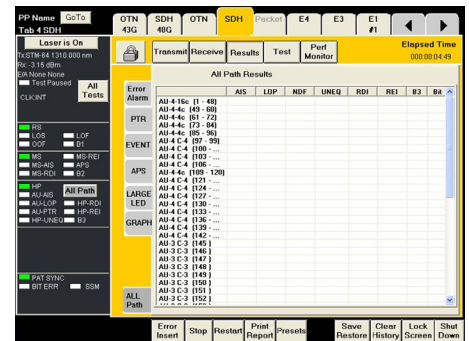 PP Name GoTo
Tab 4 SDH
OTN 43G
SDH 40G
OTN
SDH
Packet
E4
E3
E1 #1
Laser is On
Tx:STM-64 1310.000 nm
Rx:-3.15 dBm
E/A None None
Test Paused
CLK:INT
All Tests
Transmit
Receive
Results
Test
Perf Monitor
Elapsed Time
000:00:04:49
All Path Results
AIS LOP NDF UNEQ RDI REI B3 Bit
RS
LOS LOF
OOF B1
MS MS-REI
MS-AIS APS
MS-RDI B2
HP All Path
AU-AIS
AU-LOP HP-RDI
AU-PTR HP-REI
HP-UNEQ B3
PAT SYNC
BIT ERR SSM
Error Alarm
PTR
EVENT
APS
LARGE LED
GRAPH
ALL Path
AU-4-16c (1 - 48)
AU-4-4c (49 - 60)
AU-4-4c (61 - 72)
AU-4-4c (73 - 84)
AU-4-4c (85 - 96)
AU-4 C-4 (97 - 99)
AU-4 C-4 (100 - ...
AU-4 C-4 (103 - ...
AU-4 C-4 (106 - ...
AU-4-4c (109 - 120)
AU-4 C-4 (121 - ...
AU-4 C-4 (124 - ...
AU-4 C-4 (127 - ...
AU-4 C-4 (130 - ...
AU-4 C-4 (133 - ...
AU-4 C-4 (136 - ...
AU-4 C-4 (139 - ...
AU-4 C-4 (142 - ...
AU-3 C-3 (145 )
AU-3 C-3 (146 )
AU-3 C-3 (147 )
AU-3 C-3 (148 )
AU-3 C-3 (149 )
AU-3 C-3 (150 )
AU-3 C-3 (151 )
AU-3 C-3 (152 )
Error Insert
Stop
Restart
Print Report
Presets
Save Restore
Clear History
Lock Screen
Shut Down